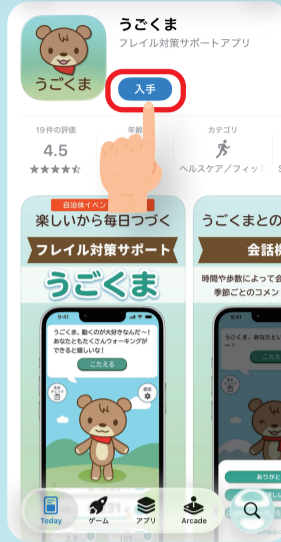 うごくま
うごくま
フレイル対策サポートアプリ
入手
19件の評価
年齢
カテゴリ
4.5
ヘルスケア/フィッ
自治体イベン
楽しいから毎日つづく
フレイル対策サポート
うごくま
9:41
うごくま、動くのが大好きなんだ〜!
あなたともたくさんウォーキングが
できると嬉しいな!
こたえる
設定
うごくまとの
会話機
時間や歩数によって会
季節ごとのコメン
9:41
うごくま、あなたとい
〜!
こたえ
ありがと
Today
ゲーム
アプリ
Arcade